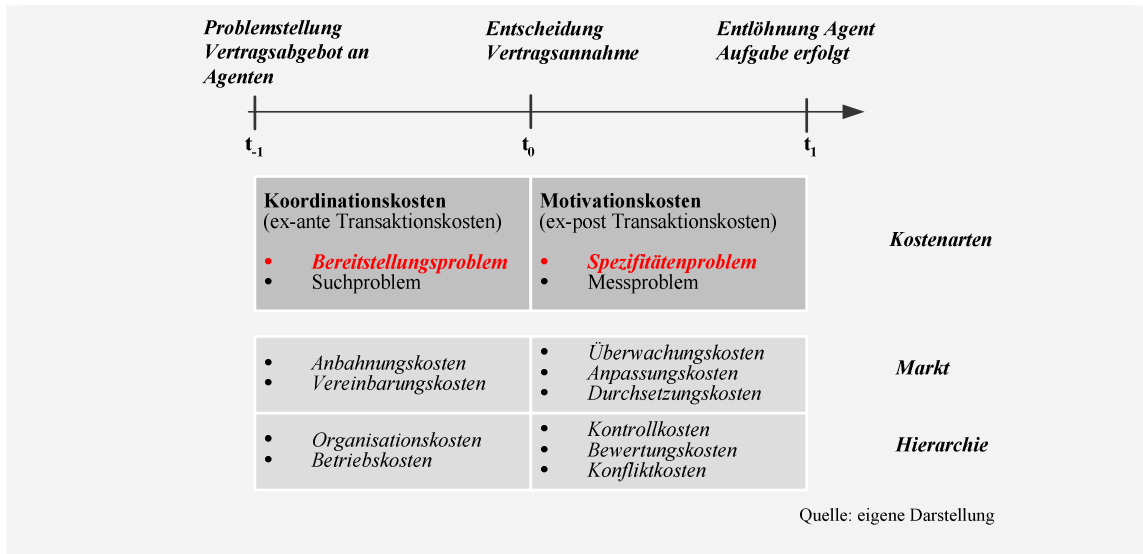 Problemstellung
Vertragsabgebot an
Agenten
Entscheidung
Vertragsannahme
Entlöhnung Agent
Aufgabe erfolgt
t-1
t0
t1
Koordinationskosten
(ex-ante Transaktionskosten)
• Bereitstellungsproblem
• Suchproblem
Motivationskosten
(ex-post Transaktionskosten)
• Spezifitätenproblem
• Messproblem
Kostenarten
• Anbahnungskosten
• Vereinbarungskosten
• Überwachungskosten
• Anpassungskosten
• Durchsetzungskosten
Markt
• Organisationskosten
• Betriebskosten
• Kontrollkosten
• Bewertungskosten
• Konfliktkosten
Hierarchie
Quelle: eigene Darstellung